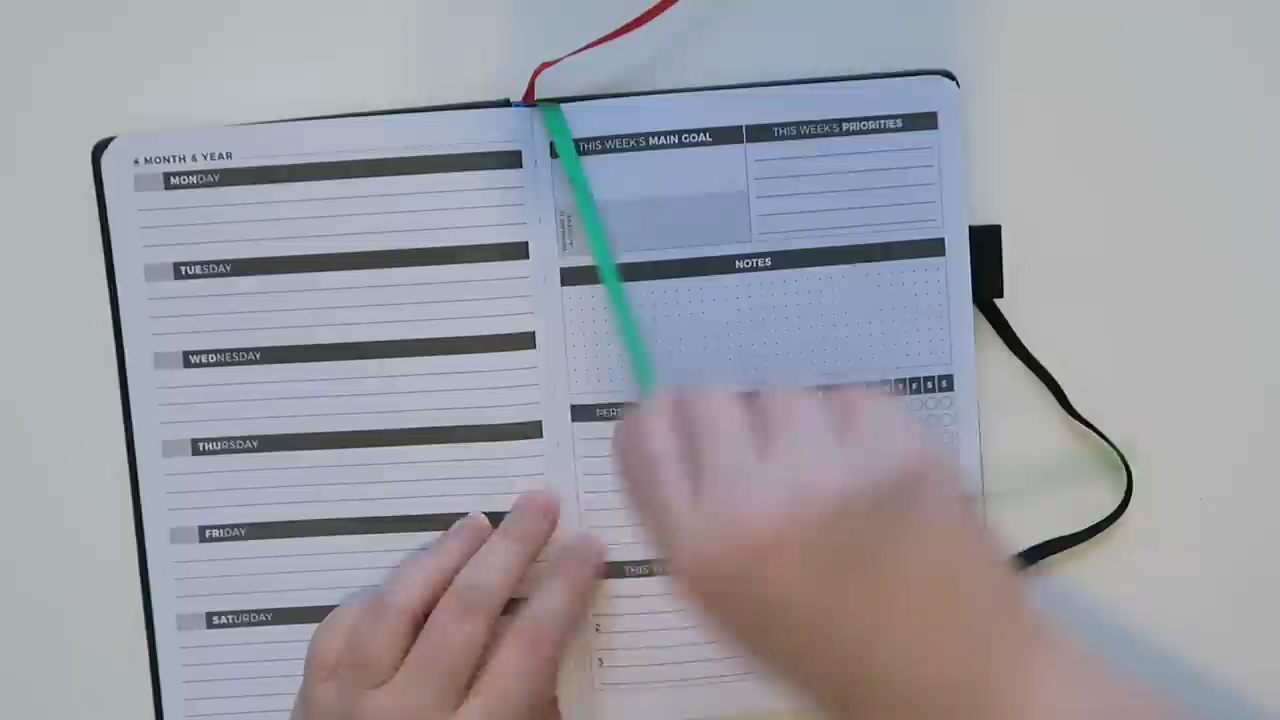 & MONTH & YEAR
MONDAY
TUESDAY
WEDNESDAY
THURSDAY
FRIDAY
SATURDAY
THIS WEEK'S MAIN GOAL
THIS WEEK'S PRIORITIES
NOTES
T F S S
2
3